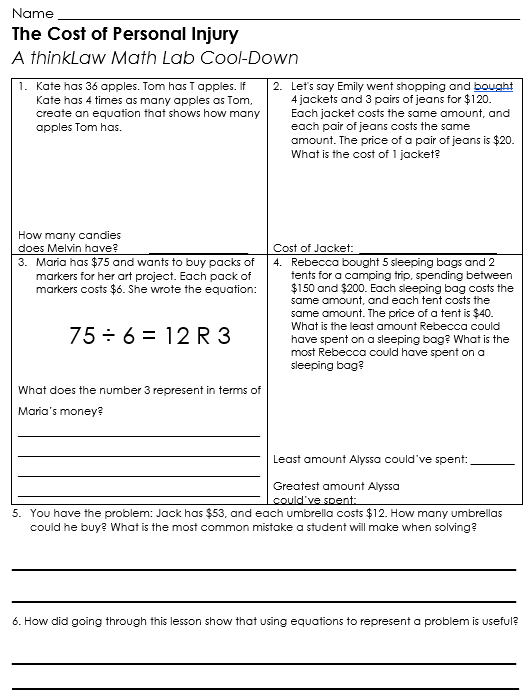 Name
The Cost of Personal Injury
A thinkLaw Math Lab Cool-Down
1. Kate has 36 apples. Tom has T apples. If
Kate has 4 times as many apples as Tom,
create an equation that shows how many
apples Tom has.
How many candies
does Melvin have?
2. Let's say Emily went shopping and bought
4 jackets and 3 pairs of jeans for $120.
Each jacket costs the same amount, and
each pair of jeans costs the same
amount. The price of a pair of jeans is $20.
What is the cost of 1 jacket?
Cost of Jacket:
3. Maria has $75 and wants to buy packs of
markers for her art project. Each pack of
markers costs $6. She wrote the equation:
75 ÷ 6 = 12 R 3
What does the number 3 represent in terms of
Maria's money?
4. Rebecca bought 5 sleeping bags and 2
tents for a camping trip, spending between
$150 and $200. Each sleeping bag costs the
same amount, and each tent costs the
same amount. The price of a tent is $40.
What is the least amount Rebecca could
have spent on a sleeping bag? What is the
most Rebecca could have spent on a
sleeping bag?
Least amount Alyssa could've spent:
Greatest amount Alyssa
could've spent:
5. You have the problem: Jack has $53, and each umbrella costs $12. How many umbrellas
could he buy? What is the most common mistake a student will make when solving?
6. How did going through this lesson show that using equations to represent a problem is useful?